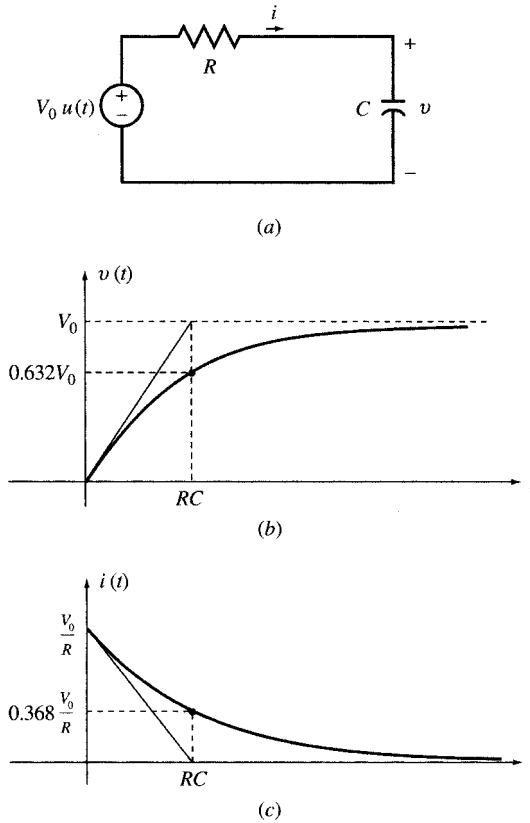 i
R
+
V₀ u(t)
+
−
C
υ
−
(a)
υ (t)
V₀
0.632V₀
RC
(b)
i (t)
V₀/R
0.368 V₀/R
RC
(c)